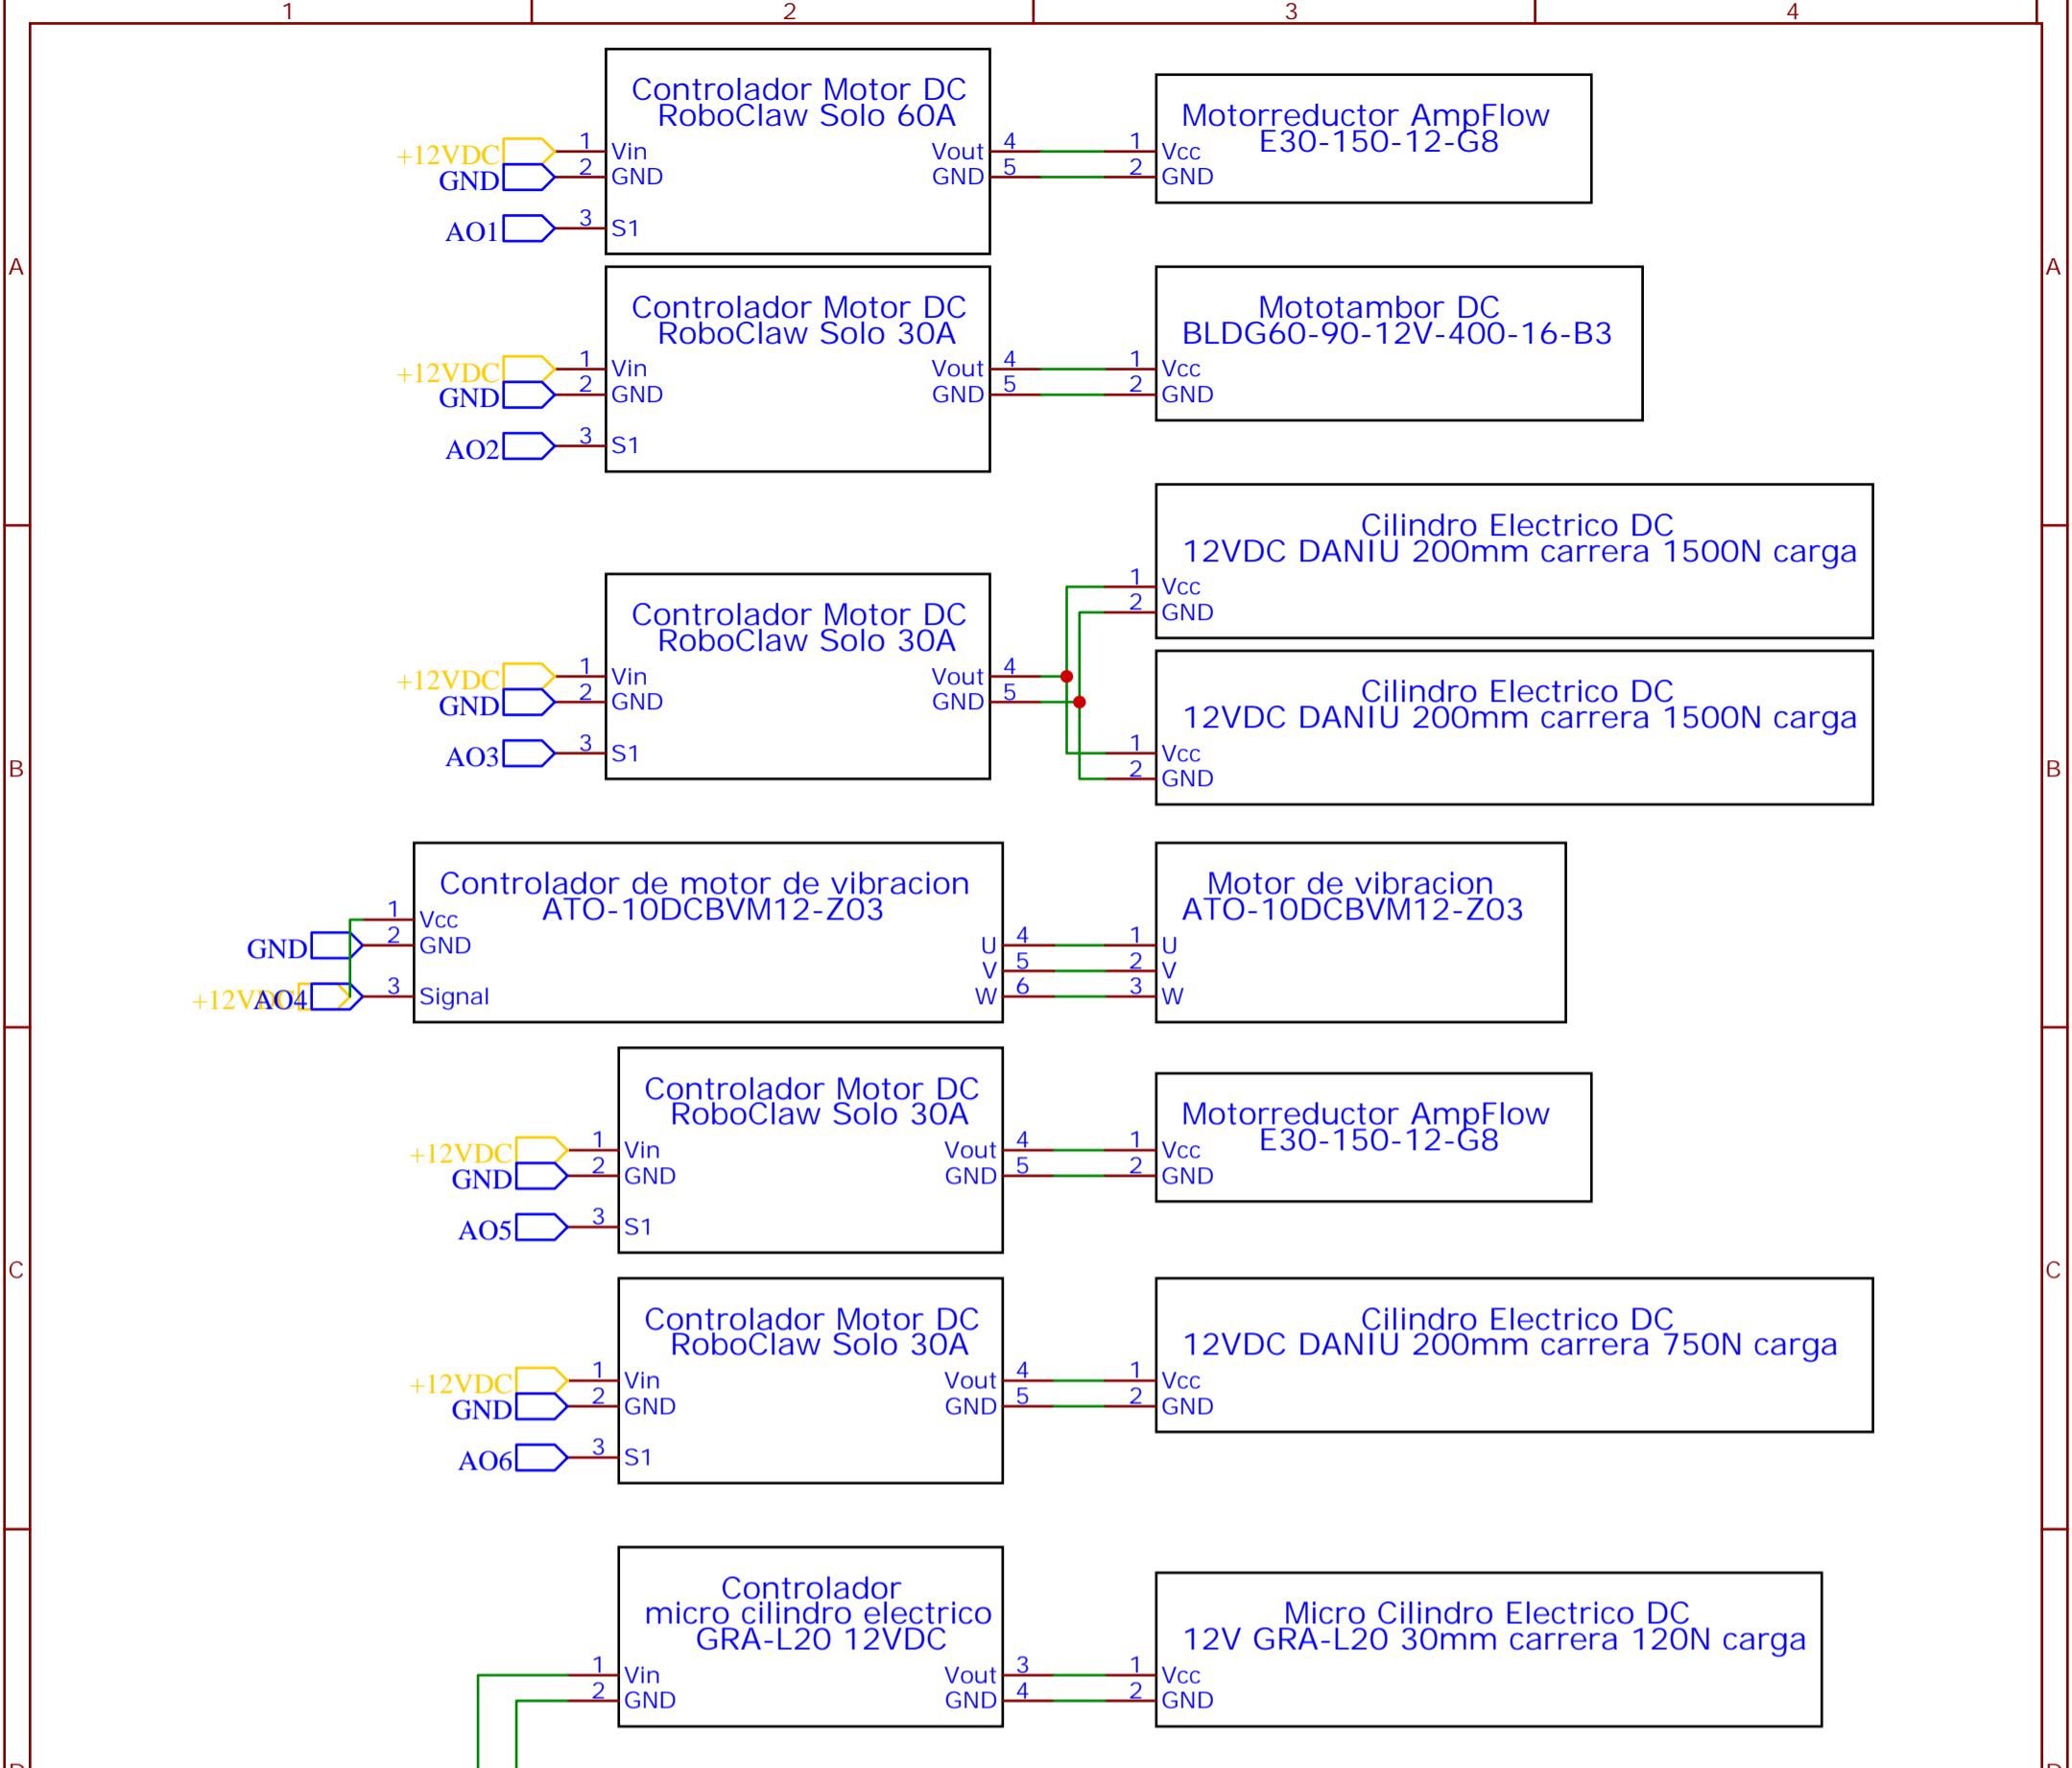 1 2 3 4
Controlador Motor DC
RoboClaw Solo 60A
+12VDC 1 Vin
GND 2 GND
AO1 3 S1
Vout 4
GND 5
Motorreductor AmpFlow
E30-150-12-G8
1 Vcc
2 GND
A A
Controlador Motor DC
RoboClaw Solo 30A
+12VDC 1 Vin
GND 2 GND
AO2 3 S1
Vout 4
GND 5
Mototambor DC
BLDG60-90-12V-400-16-B3
1 Vcc
2 GND
Controlador Motor DC
RoboClaw Solo 30A
+12VDC 1 Vin
GND 2 GND
AO3 3 S1
Vout 4
GND 5
Cilindro Electrico DC
12VDC DANIU 200mm carrera 1500N carga
1 Vcc
2 GND
Cilindro Electrico DC
12VDC DANIU 200mm carrera 1500N carga
1 Vcc
2 GND
B B
Controlador de motor de vibracion
ATO-10DCBVM12-Z03
1 Vcc
GND 2 GND
+12VDC AO4 3 Signal
U 4
V 5
W 6
Motor de vibracion
ATO-10DCBVM12-Z03
1 U
2 V
3 W
Controlador Motor DC
RoboClaw Solo 30A
+12VDC 1 Vin
GND 2 GND
AO5 3 S1
Vout 4
GND 5
Motorreductor AmpFlow
E30-150-12-G8
1 Vcc
2 GND
C C
Controlador Motor DC
RoboClaw Solo 30A
+12VDC 1 Vin
GND 2 GND
AO6 3 S1
Vout 4
GND 5
Cilindro Electrico DC
12VDC DANIU 200mm carrera 750N carga
1 Vcc
2 GND
Controlador
micro cilindro electrico
GRA-L20 12VDC
1 Vin
2 GND
Vout 3
GND 4
Micro Cilindro Electrico DC
12V GRA-L20 30mm carrera 120N carga
1 Vcc
2 GND